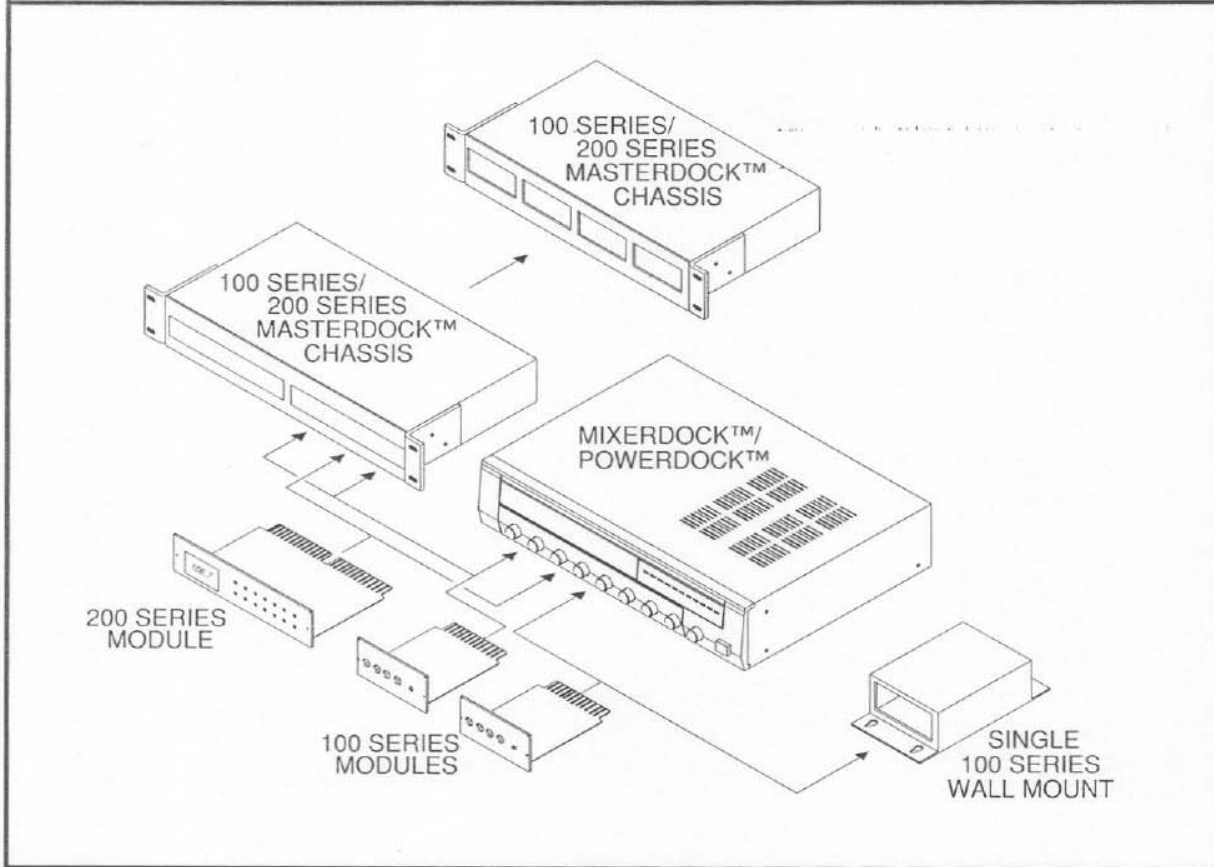 100 SERIES/
200 SERIES
MASTERDOCK™
CHASSIS
100 SERIES/
200 SERIES
MASTERDOCK™
CHASSIS
MIXERDOCK™/
POWERDOCK™
200 SERIES
MODULE
100 SERIES
MODULES
SINGLE
100 SERIES
WALL MOUNT